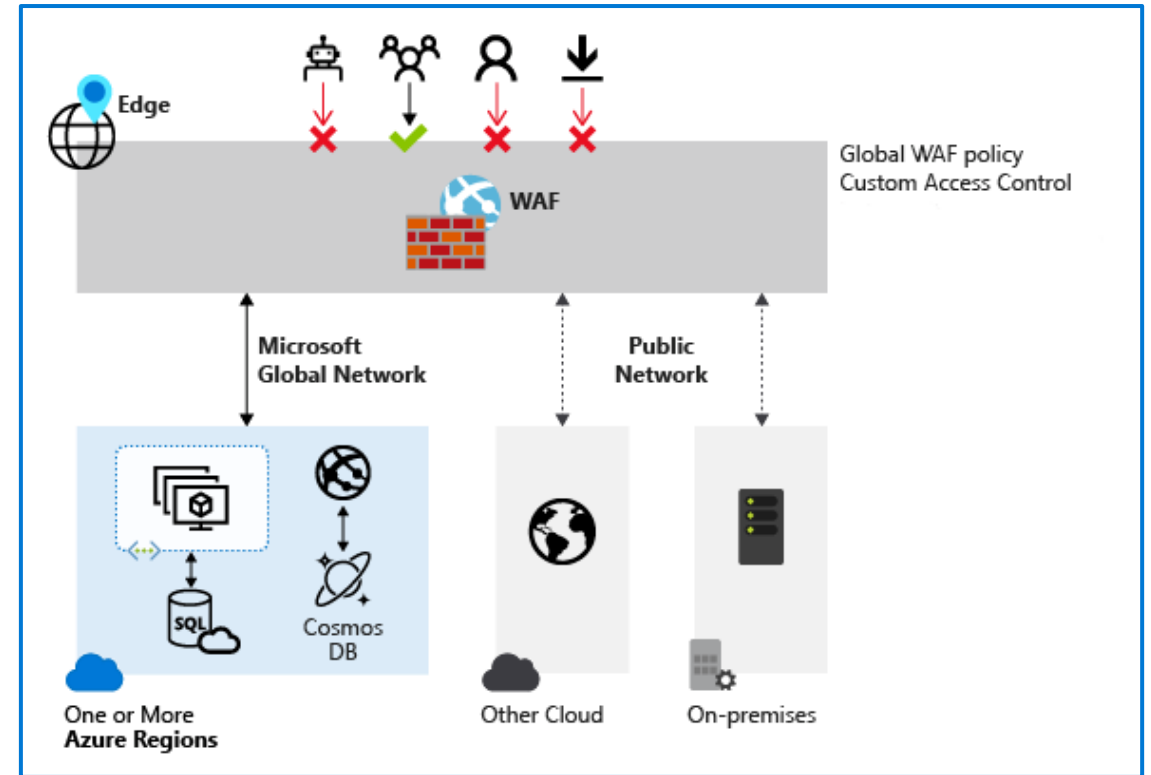 Edge
Global WAF policy
Custom Access Control
WAF
Microsoft
Global Network
Public
Network
SQL
Cosmos
DB
One or More
Azure Regions
Other Cloud
On-premises